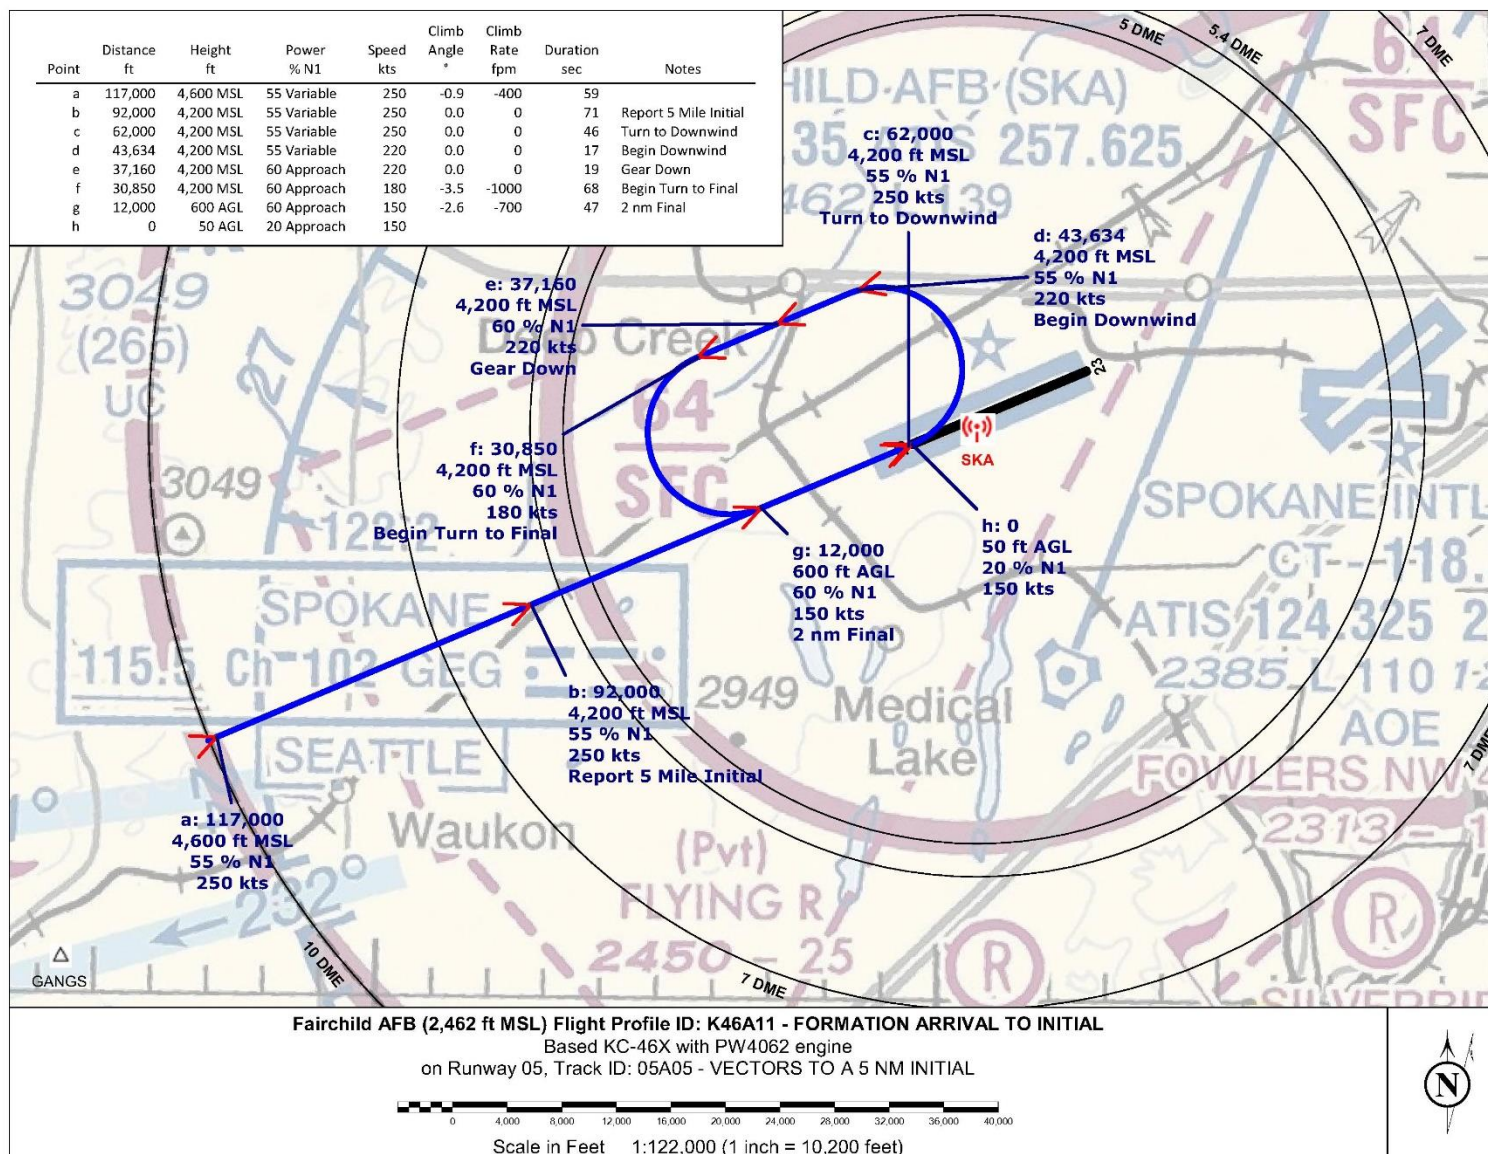 Point Distance ft Height ft Power % N1 Speed kts Climb Angle ° Climb Rate fpm Duration sec Notes
a 117,000 4,600 MSL 55 Variable 250 -0.9 -400 59
b 92,000 4,200 MSL 55 Variable 250 0.0 0 71 Report 5 Mile Initial
c 62,000 4,200 MSL 55 Variable 250 0.0 0 46 Turn to Downwind
d 43,634 4,200 MSL 55 Variable 220 0.0 0 17 Begin Downwind
e 37,160 4,200 MSL 60 Approach 220 0.0 0 19 Gear Down
f 30,850 4,200 MSL 60 Approach 180 -3.5 -1000 68 Begin Turn to Final
g 12,000 600 AGL 60 Approach 150 -2.6 -700 47 2 nm Final
h 0 50 AGL 20 Approach 150
5 DME
5.4 DME
7 DME
64
SFC
HILD AFB (SKA)
.35 ATIS 257.625
139
c: 62,000
4,200 ft MSL
55 % N1
250 kts
Turn to Downwind
d: 43,634
4,200 ft MSL
55 % N1
220 kts
Begin Downwind
e: 37,160
4,200 ft MSL
60 % N1
220 kts
Gear Down
3049
(265)
UC
27
Deep Creek
64
SFC
23
SKA
f: 30,850
4,200 ft MSL
60 % N1
180 kts
Begin Turn to Final
3049
1222
g: 12,000
600 ft AGL
60 % N1
150 kts
2 nm Final
h: 0
50 ft AGL
20 % N1
150 kts
SPOKANE INTL
CT - 118.
ATIS 124.325 2
2385 L 110 12
AOE
SPOKANE
115.5 Ch 102 GEG
SEATTLE
b: 92,000
4,200 ft MSL
55 % N1
250 kts
Report 5 Mile Initial
2949
Medical
Lake
FOWLERS NW
2313 - 1
7 DME
a: 117,000
4,600 ft MSL
55 % N1
250 kts
Waukon
232°
(Pvt)
FLYING R
2450 - 25
R
R
GANGS
10 DME
7 DME
Fairchild AFB (2,462 ft MSL) Flight Profile ID: K46A11 - FORMATION ARRIVAL TO INITIAL
Based KC-46X with PW4062 engine
on Runway 05, Track ID: 05A05 - VECTORS TO A 5 NM INITIAL
0 4,000 8,000 12,000 16,000 20,000 24,000 28,000 32,000 36,000 40,000
Scale in Feet 1:122,000 (1 inch = 10,200 feet)
N